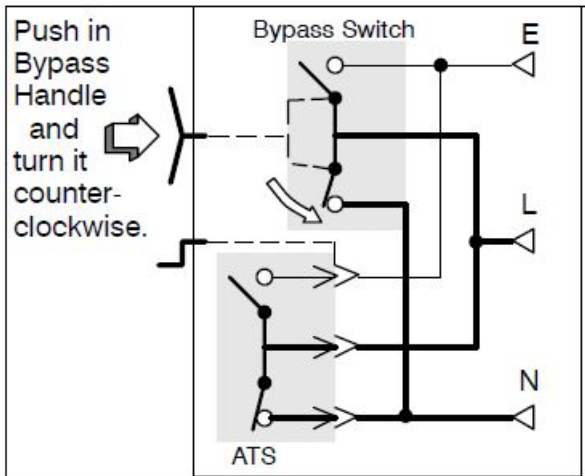 Push in
Bypass
Handle
and
turn it
counter-
clockwise.
Bypass Switch
E
L
N
ATS